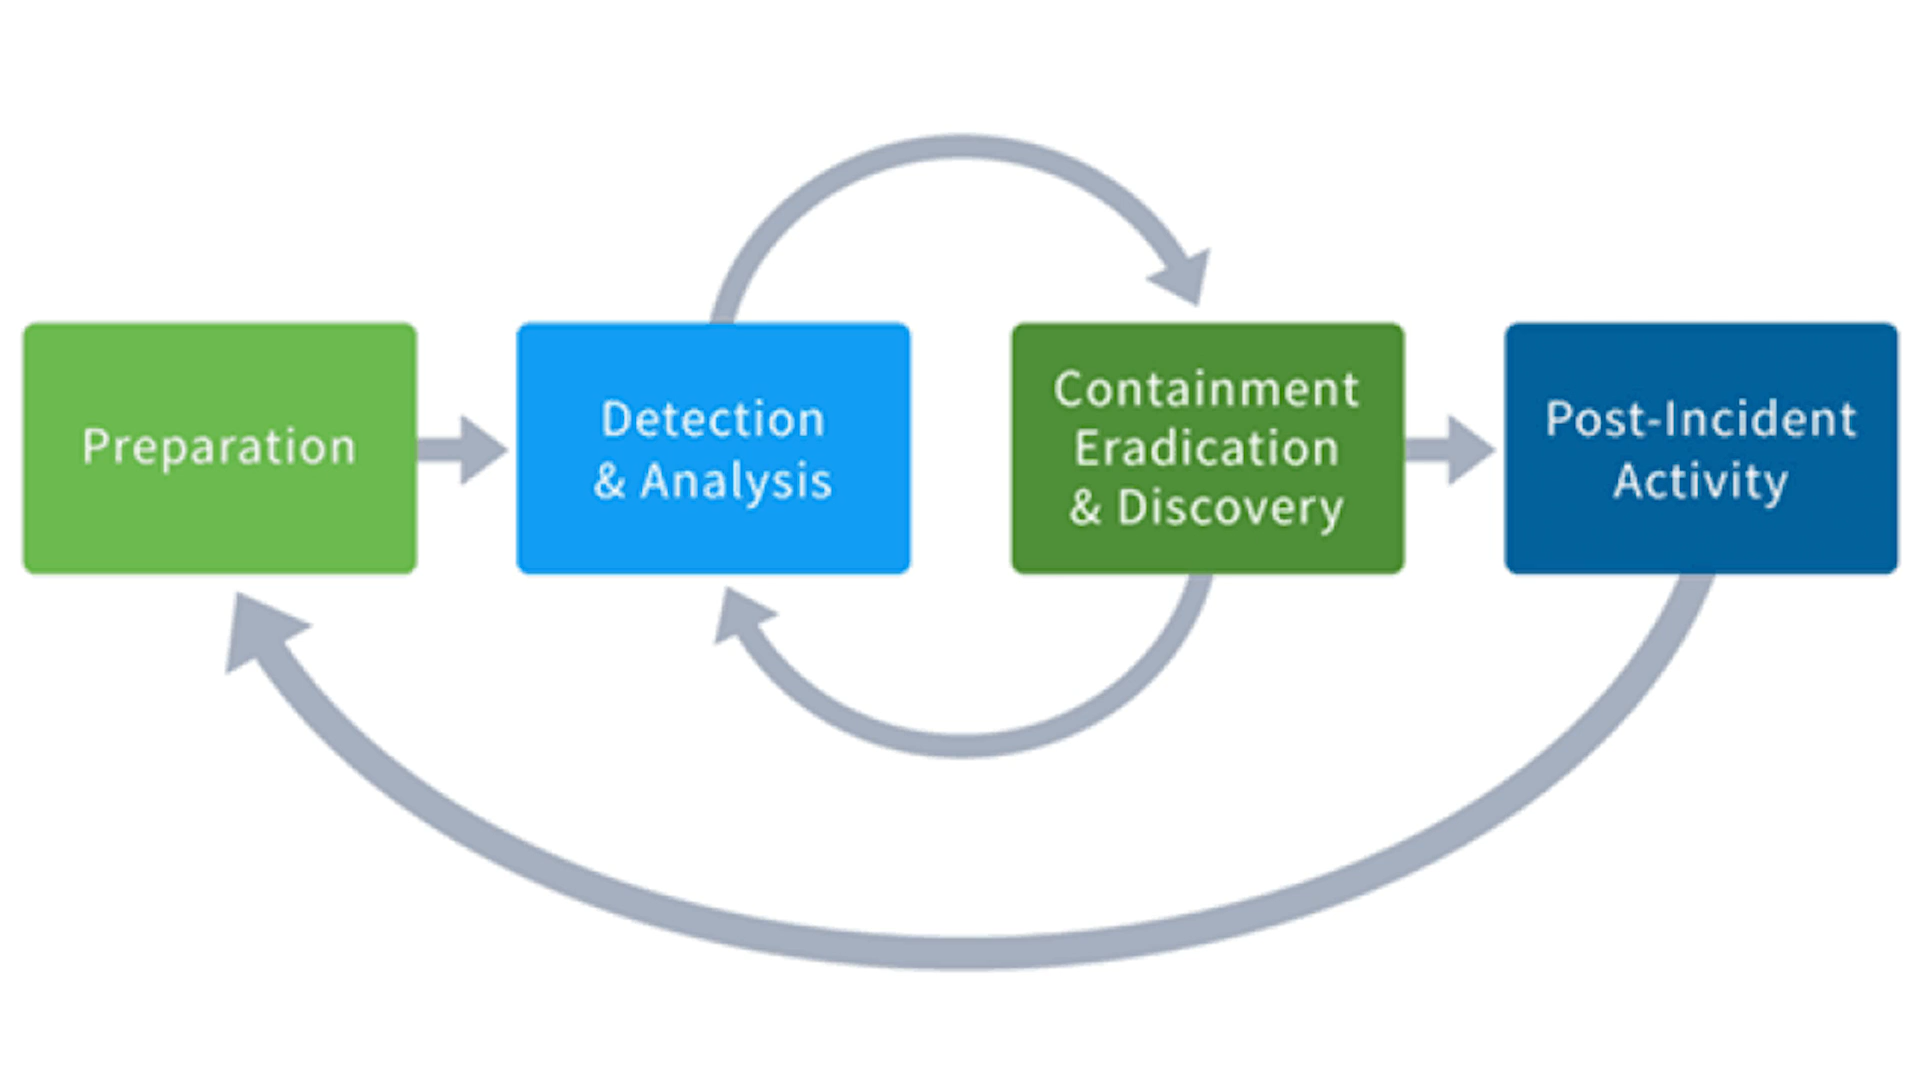 Preparation
Detection
& Analysis
Containment
Eradication
& Discovery
Post-Incident
Activity